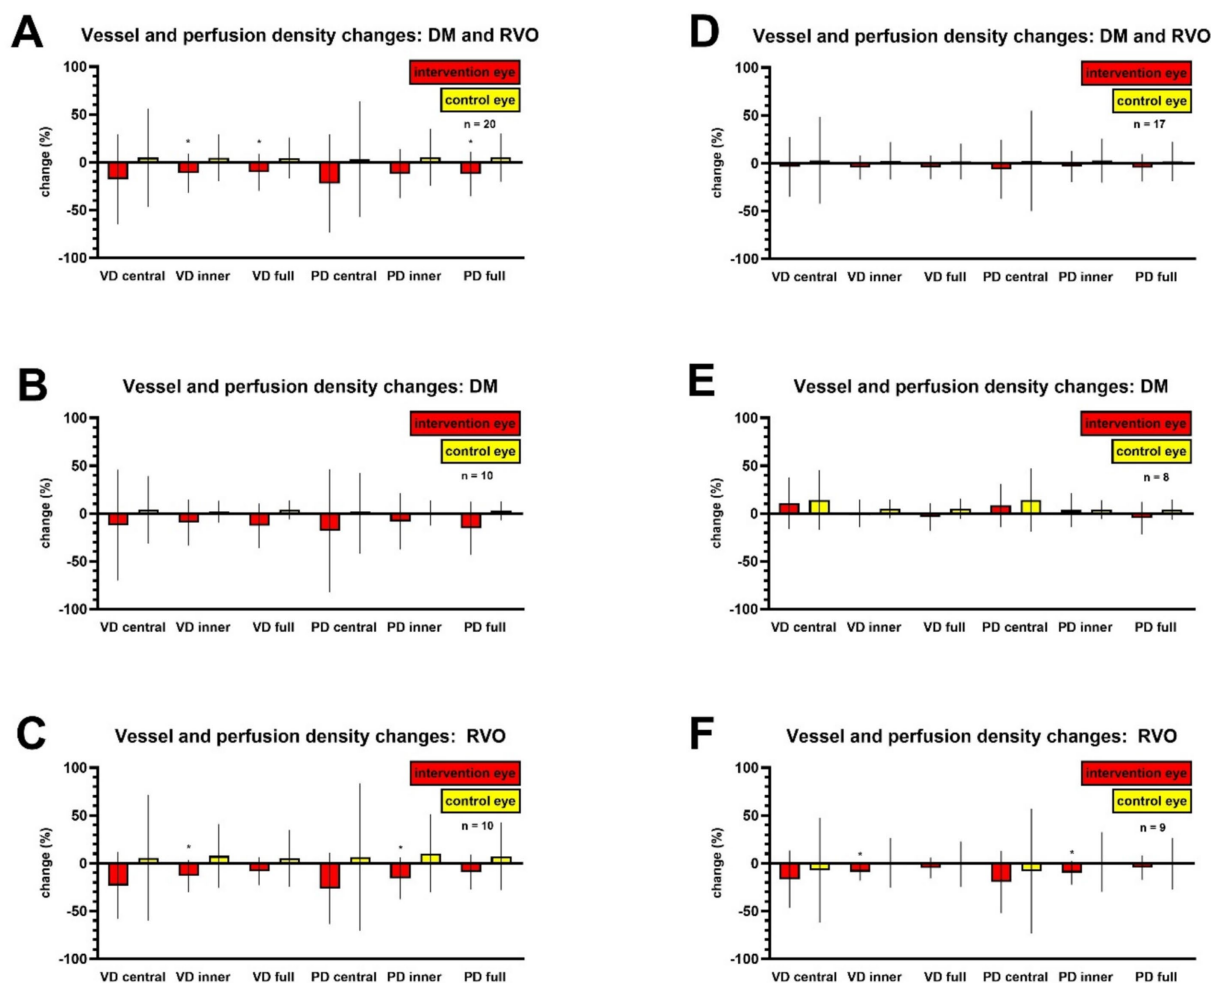 A
Vessel and perfusion density changes: DM and RVO
intervention eye
control eye
n = 20
change (%)
100
50
0
-50
-100
* * *
VD central VD inner VD full PD central PD inner PD full
D
Vessel and perfusion density changes: DM and RVO
intervention eye
control eye
n = 17
change (%)
100
50
0
-50
-100
VD central VD inner VD full PD central PD inner PD full
B
Vessel and perfusion density changes: DM
intervention eye
control eye
n = 10
change (%)
100
50
0
-50
-100
VD central VD inner VD full PD central PD inner PD full
E
Vessel and perfusion density changes: DM
intervention eye
control eye
n = 8
change (%)
100
50
0
-50
-100
VD central VD inner VD full PD central PD inner PD full
C
Vessel and perfusion density changes: RVO
intervention eye
control eye
n = 10
change (%)
100
50
0
-50
-100
* *
VD central VD inner VD full PD central PD inner PD full
F
Vessel and perfusion density changes: RVO
intervention eye
control eye
n = 9
change (%)
100
50
0
-50
-100
* *
VD central VD inner VD full PD central PD inner PD full